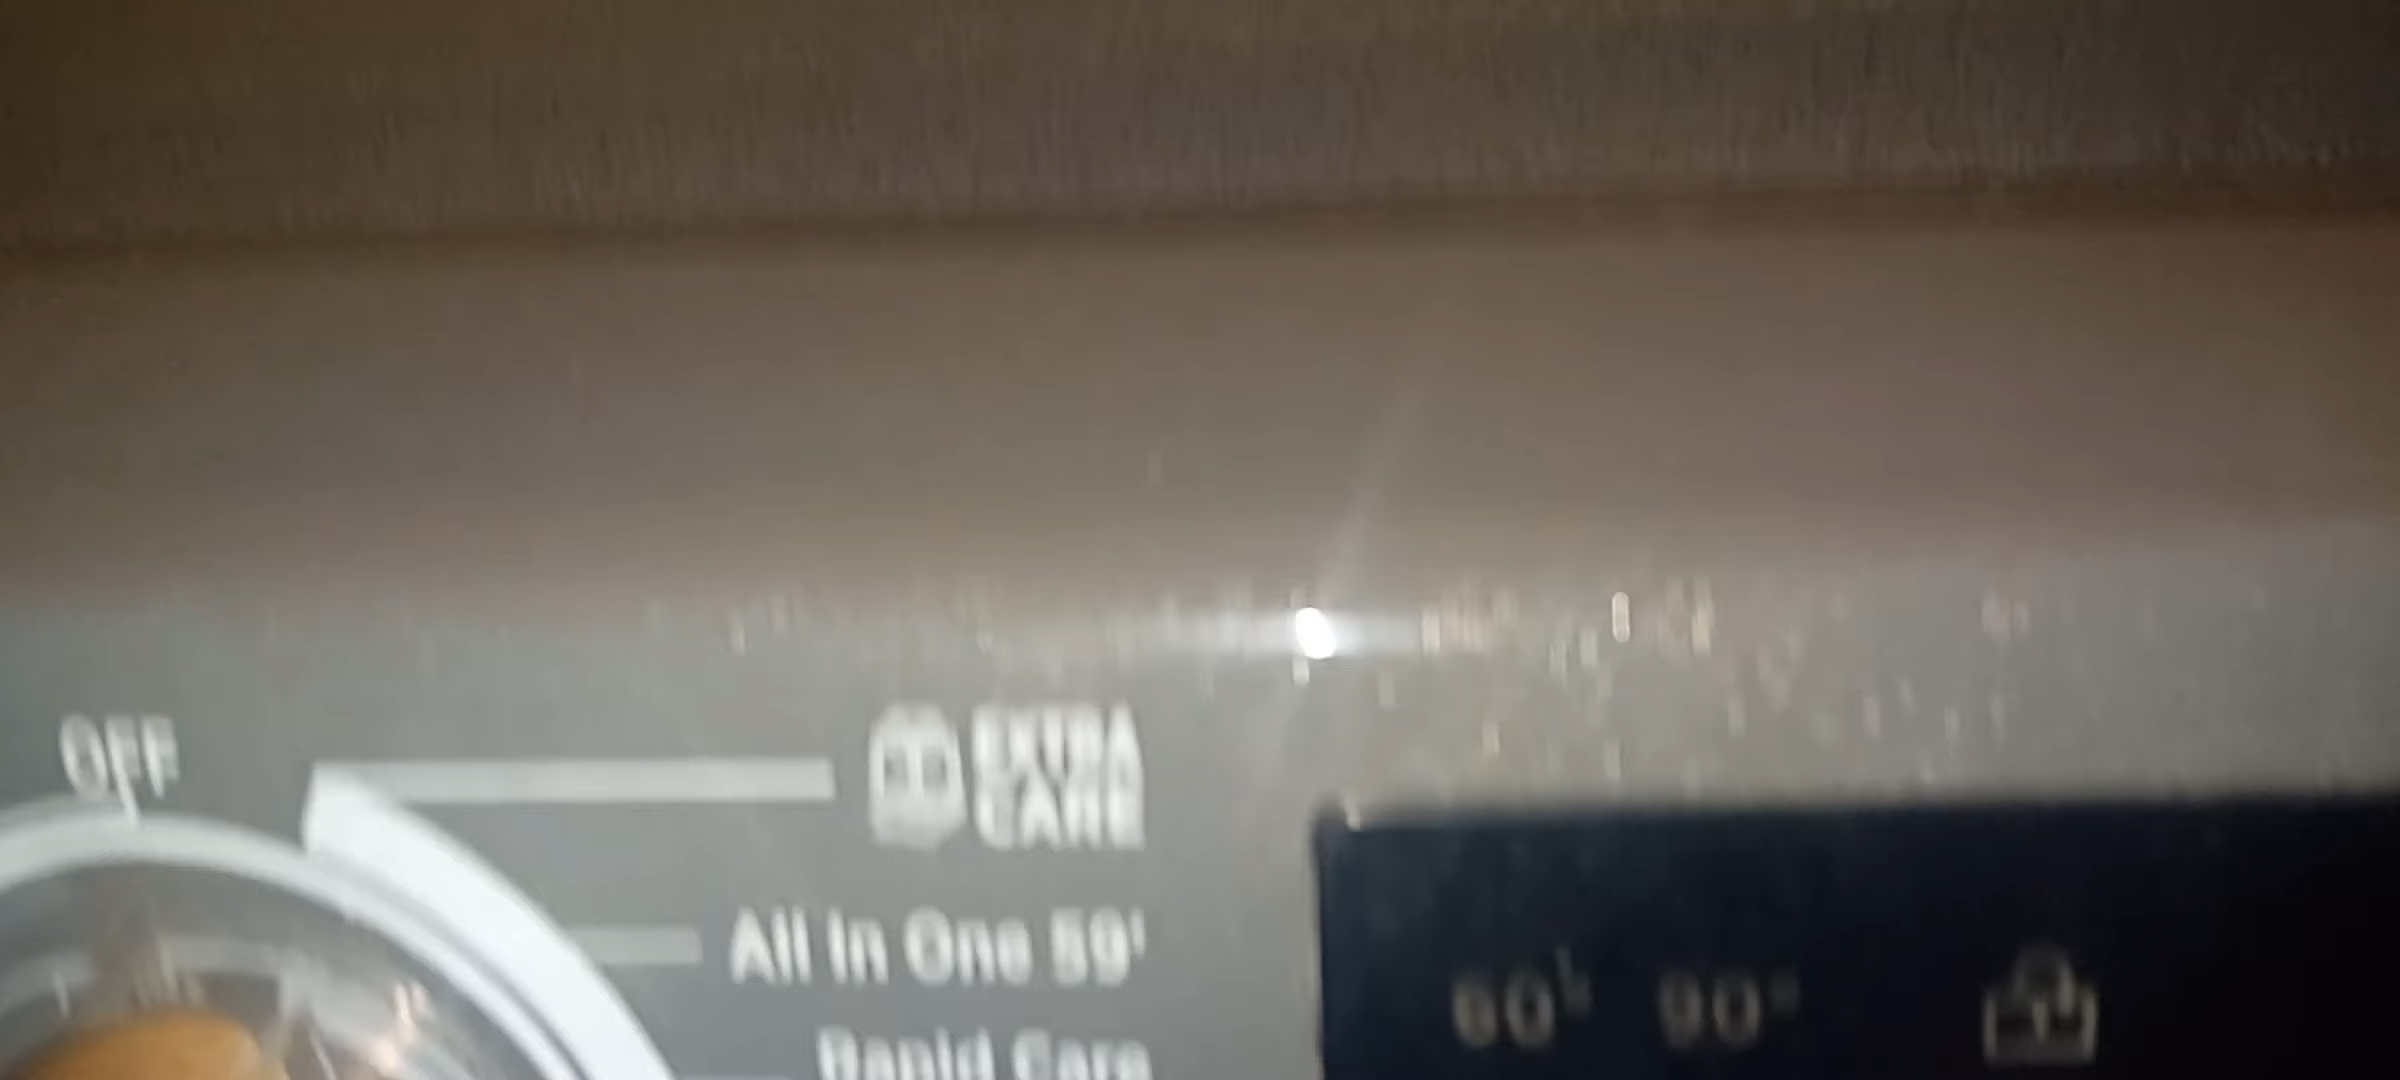 OFF
EXTRA
CARE
All In One 59'
Rapid Care
60° 90°